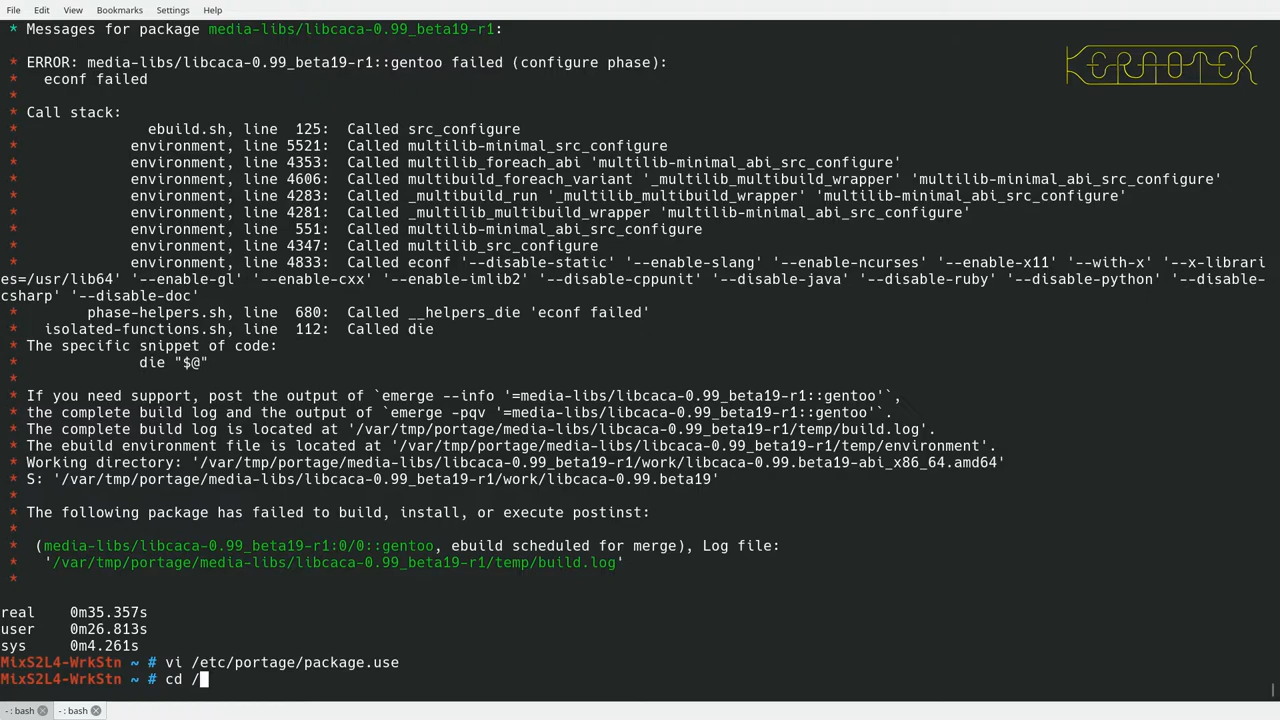 File Edit View Bookmarks Settings Help
* Messages for package media-libs/libcaca-0.99_beta19-r1:
KERAOTEX
* ERROR: media-libs/libcaca-0.99_beta19-r1::gentoo failed (configure phase):
*   econf failed
*
* Call stack:
*               ebuild.sh, line  125:  Called src_configure
*             environment, line 5521:  Called multilib-minimal_src_configure
*             environment, line 4353:  Called multilib_foreach_abi 'multilib-minimal_abi_src_configure'
*             environment, line 4606:  Called multibuild_foreach_variant '_multilib_multibuild_wrapper' 'multilib-minimal_abi_src_configure'
*             environment, line 4283:  Called _multibuild_run '_multilib_multibuild_wrapper' 'multilib-minimal_abi_src_configure'
*             environment, line 4281:  Called _multilib_multibuild_wrapper 'multilib-minimal_abi_src_configure'
*             environment, line  551:  Called multilib-minimal_abi_src_configure
*             environment, line 4347:  Called multilib_src_configure
*             environment, line 4833:  Called econf '--disable-static' '--enable-slang' '--enable-ncurses' '--enable-x11' '--with-x' '--x-librari
es=/usr/lib64' '--enable-gl' '--enable-cxx' '--enable-imlib2' '--disable-cppunit' '--disable-java' '--disable-ruby' '--disable-python' '--disable-
csharp' '--disable-doc'
*        phase-helpers.sh, line  680:  Called __helpers_die 'econf failed'
*   isolated-functions.sh, line  112:  Called die
* The specific snippet of code:
*              die "$@"
*
* If you need support, post the output of `emerge --info '=media-libs/libcaca-0.99_beta19-r1::gentoo'`,
* the complete build log and the output of `emerge -pqv '=media-libs/libcaca-0.99_beta19-r1::gentoo'`.
* The complete build log is located at '/var/tmp/portage/media-libs/libcaca-0.99_beta19-r1/temp/build.log'.
* The ebuild environment file is located at '/var/tmp/portage/media-libs/libcaca-0.99_beta19-r1/temp/environment'.
* Working directory: '/var/tmp/portage/media-libs/libcaca-0.99_beta19-r1/work/libcaca-0.99.beta19-abi_x86_64.amd64'
* S: '/var/tmp/portage/media-libs/libcaca-0.99_beta19-r1/work/libcaca-0.99.beta19'
*
* The following package has failed to build, install, or execute postinst:
*
*  (media-libs/libcaca-0.99_beta19-r1:0/0::gentoo, ebuild scheduled for merge), Log file:
*   '/var/tmp/portage/media-libs/libcaca-0.99_beta19-r1/temp/build.log'
*
real    0m35.357s
user    0m26.813s
sys     0m4.261s
MixS2L4-WrkStn ~ # vi /etc/portage/package.use
MixS2L4-WrkStn ~ # cd /
- : bash - : bash